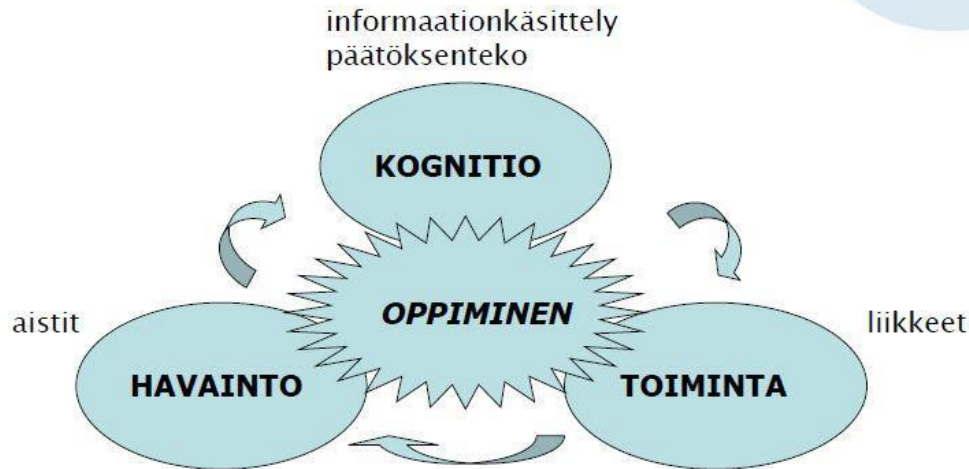 informaationkäsittely
päätöksenteko
KOGNITIO
OPPIMINEN
aistit
liikkeet
HAVAINTO
TOIMINTA